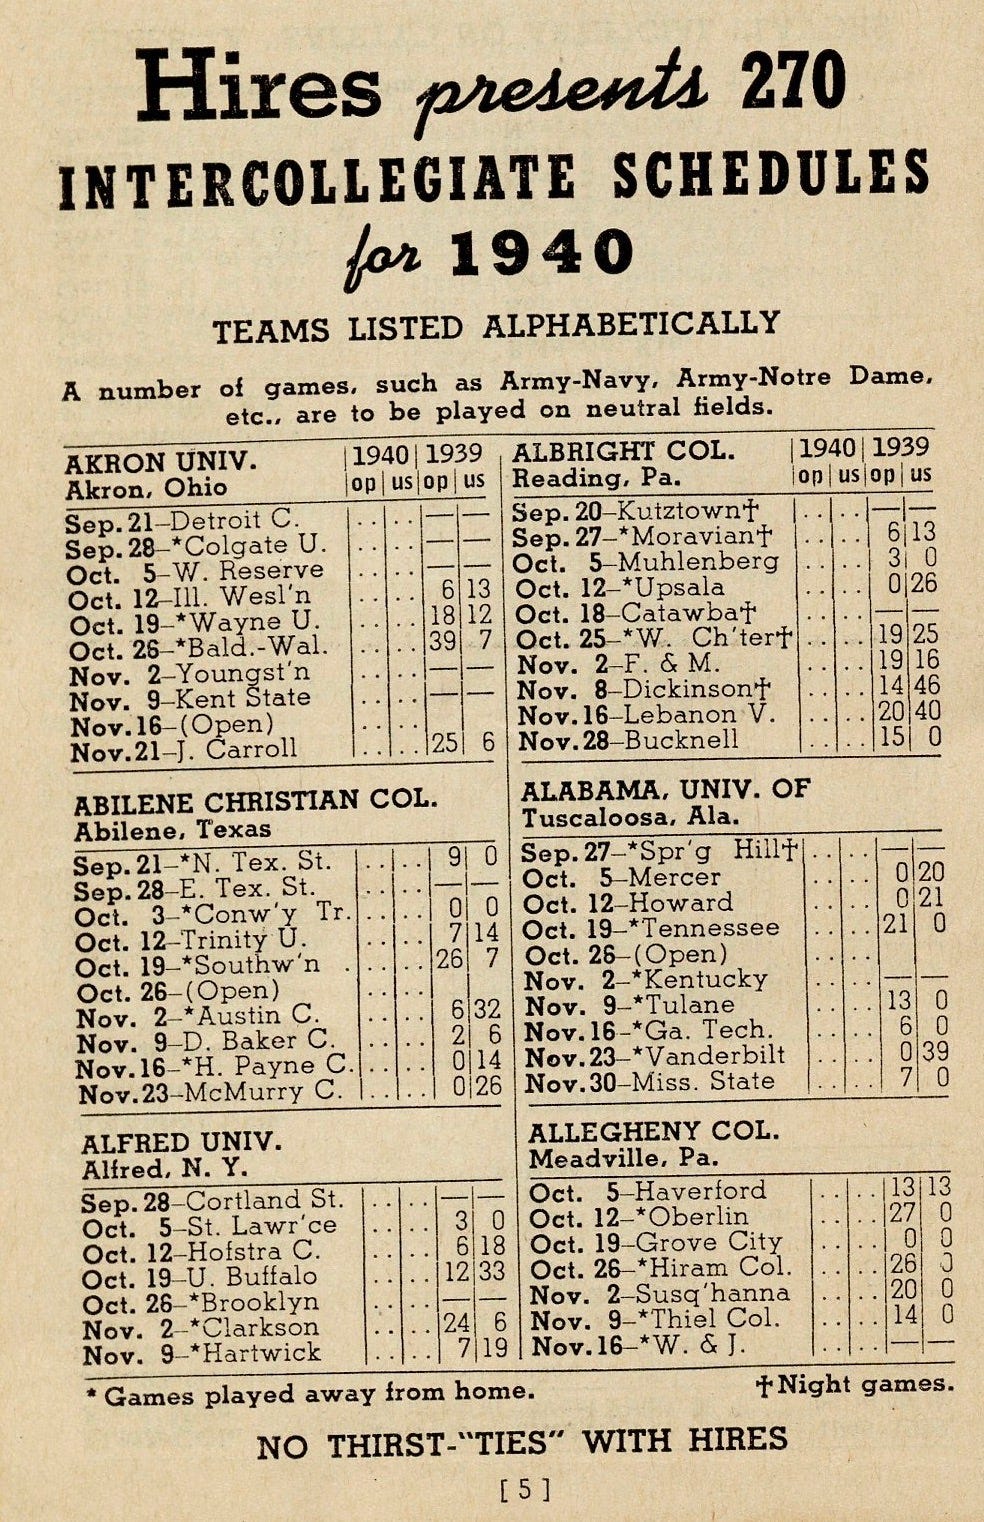 Hires presents 270
INTERCOLLEGIATE SCHEDULES
for 1940
TEAMS LISTED ALPHABETICALLY
A number of games, such as Army-Navy, Army-Notre Dame,
etc., are to be played on neutral fields.
AKRON UNIV. |1940| 1939
Akron, Ohio |op|us|op|us
Sep. 21–Detroit C. |. .|. .|—|—
Sep. 28–*Colgate U. |. .|. .|—|—
Oct. 5–W. Reserve |. .|. .|—|—
Oct. 12–Ill. Wesl'n |. .|. .| 6|13
Oct. 19–*Wayne U. |. .|. .|18|12
Oct. 26–*Bald.-Wal. |. .|. .|39| 7
Nov. 2–Youngst'n |. .|. .|—|—
Nov. 9–Kent State |. .|. .|—|—
Nov. 16–(Open) |. .|. .| |
Nov. 21–J. Carroll |. .|. .|25| 6
ABILENE CHRISTIAN COL.
Abilene, Texas
Sep. 21–*N. Tex. St. |. .|. .| 9| 0
Sep. 28–E. Tex. St. |. .|. .|—|—
Oct. 3–*Conw'y Tr. |. .|. .| 0| 0
Oct. 12–Trinity U. |. .|. .| 7|14
Oct. 19–*Southw'n . |. .|. .|26| 7
Oct. 26–(Open) |. .|. .| |
Nov. 2–*Austin C. |. .|. .| 6|32
Nov. 9–D. Baker C. |. .|. .| 2| 6
Nov. 16–*H. Payne C. |. .|. .| 0|14
Nov. 23–McMurry C. |. .|. .| 0|26
ALFRED UNIV.
Alfred, N. Y.
Sep. 28–Cortland St. |. .|. .|—|—
Oct. 5–St. Lawr'ce |. .|. .| 3| 0
Oct. 12–Hofstra C. |. .|. .| 6|18
Oct. 19–U. Buffalo |. .|. .|12|33
Oct. 26–*Brooklyn |. .|. .|—|—
Nov. 2–*Clarkson |. .|. .|24| 6
Nov. 9–*Hartwick |. .|. .| 7|19
ALBRIGHT COL. |1940| 1939
Reading, Pa. |op|us|op|us
Sep. 20–Kutztown† |. .|. .|—|—
Sep. 27–*Moravian† |. .|. .| 6|13
Oct. 5–Muhlenberg |. .|. .| 3| 0
Oct. 12–*Upsala |. .|. .| 0|26
Oct. 18–Catawba† |. .|. .|—|—
Oct. 25–*W. Ch'ter† |. .|. .|19|25
Nov. 2–F. & M. |. .|. .|19|16
Nov. 8–Dickinson† |. .|. .|14|46
Nov. 16–Lebanon V. |. .|. .|20|40
Nov. 28–Bucknell |. .|. .|15| 0
ALABAMA, UNIV. OF
Tuscaloosa, Ala.
Sep. 27–*Spr'g Hill† |. .|. .|—|—
Oct. 5–Mercer |. .|. .| 0|20
Oct. 12–Howard |. .|. .| 0|21
Oct. 19–*Tennessee |. .|. .|21| 0
Oct. 26–(Open) |. .|. .| |
Nov. 2–*Kentucky |. .|. .|—|—
Nov. 9–*Tulane |. .|. .|13| 0
Nov. 16–*Ga. Tech. |. .|. .| 6| 0
Nov. 23–*Vanderbilt |. .|. .| 0|39
Nov. 30–Miss. State |. .|. .| 7| 0
ALLEGHENY COL.
Meadville, Pa.
Oct. 5–Haverford |. .|. .|13|13
Oct. 12–*Oberlin |. .|. .|27| 0
Oct. 19–Grove City |. .|. .| 0| 0
Oct. 26–*Hiram Col. |. .|. .|26| 0
Nov. 2–Susq'hanna |. .|. .|20| 0
Nov. 9–*Thiel Col. |. .|. .|14| 0
Nov. 16–*W. & J. |. .|. .|—|—
* Games played away from home. †Night games.
NO THIRST-"TIES" WITH HIRES
[ 5 ]